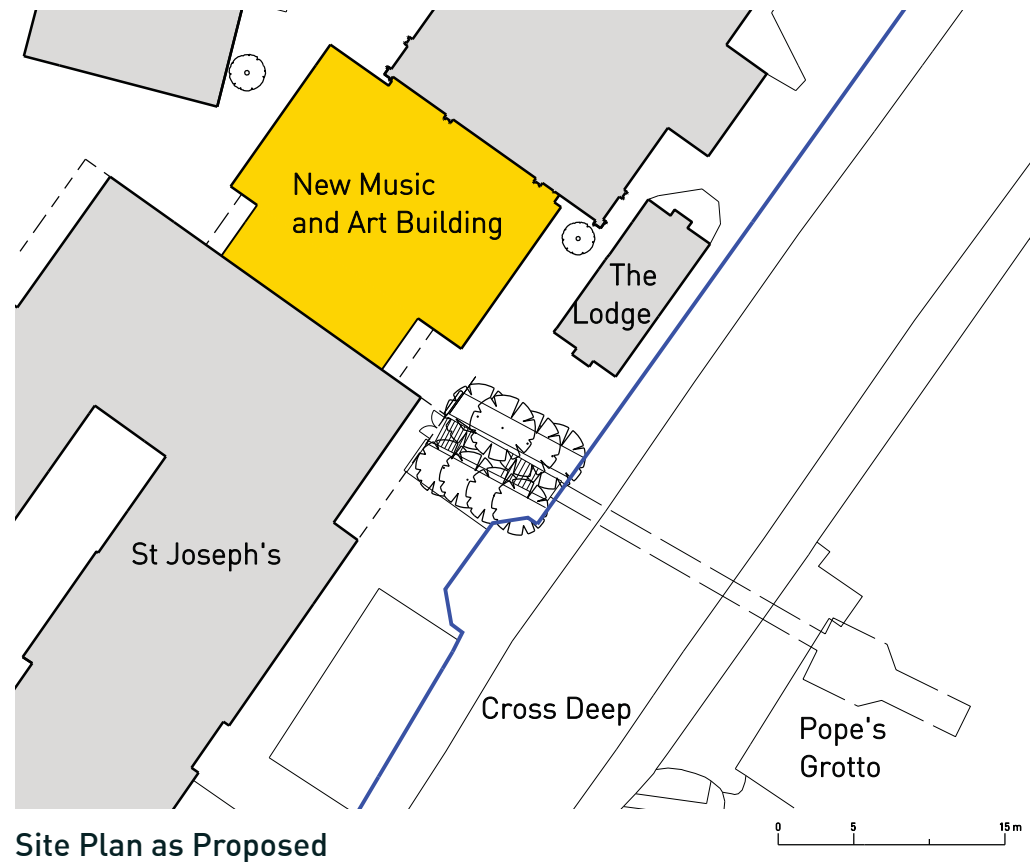 New Music
and Art Building
The
Lodge
St Joseph's
Cross Deep
Pope's
Grotto
Site Plan as Proposed
0 5 15 m